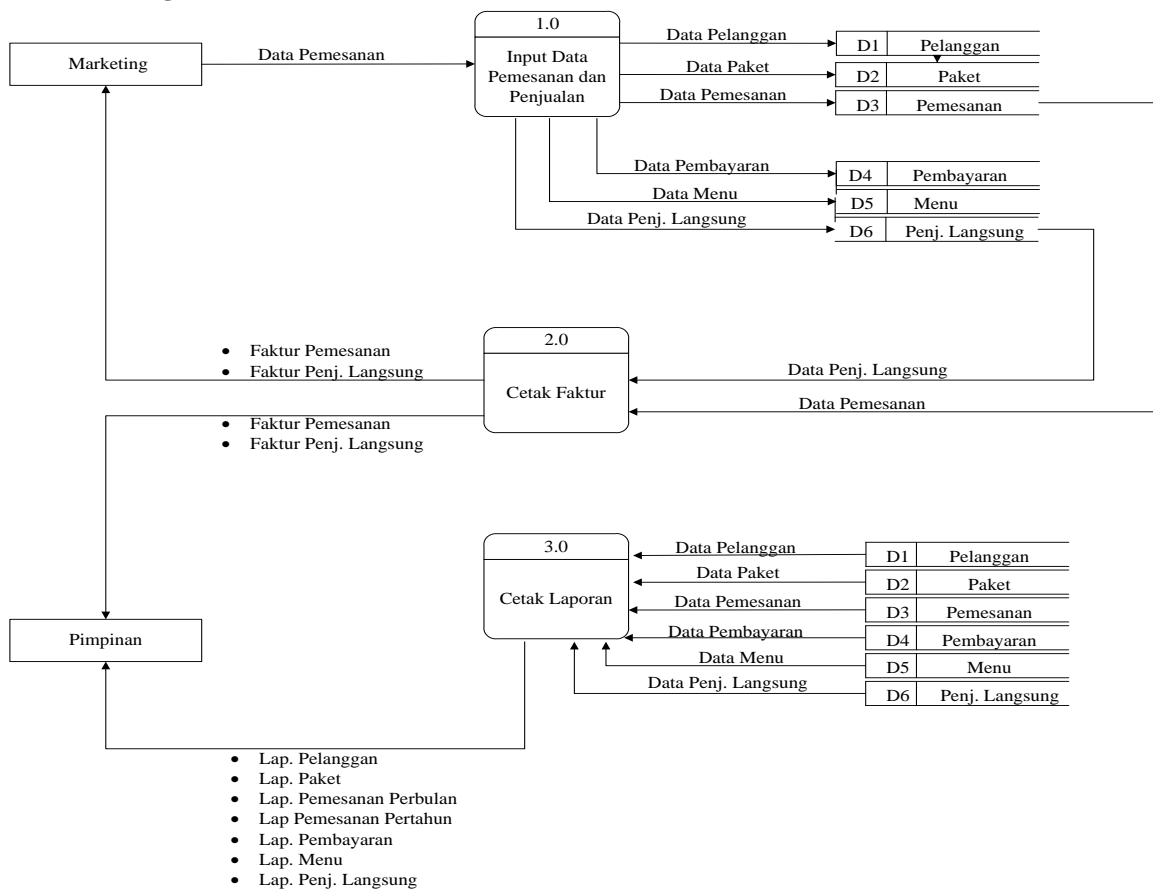 1.0
Input Data
Pemesanan dan
Penjualan
Marketing
Data Pemesanan
Data Pelanggan
D1 Pelanggan
Data Paket
D2 Paket
Data Pemesanan
D3 Pemesanan
Data Pembayaran
D4 Pembayaran
Data Menu
D5 Menu
Data Penj. Langsung
D6 Penj. Langsung
2.0
Cetak Faktur
• Faktur Pemesanan
• Faktur Penj. Langsung
Data Penj. Langsung
Data Pemesanan
• Faktur Pemesanan
• Faktur Penj. Langsung
3.0
Cetak Laporan
Data Pelanggan
D1 Pelanggan
Data Paket
D2 Paket
Data Pemesanan
D3 Pemesanan
Data Pembayaran
D4 Pembayaran
Data Menu
D5 Menu
Data Penj. Langsung
D6 Penj. Langsung
Pimpinan
• Lap. Pelanggan
• Lap. Paket
• Lap. Pemesanan Perbulan
• Lap Pemesanan Pertahun
• Lap. Pembayaran
• Lap. Menu
• Lap. Penj. Langsung